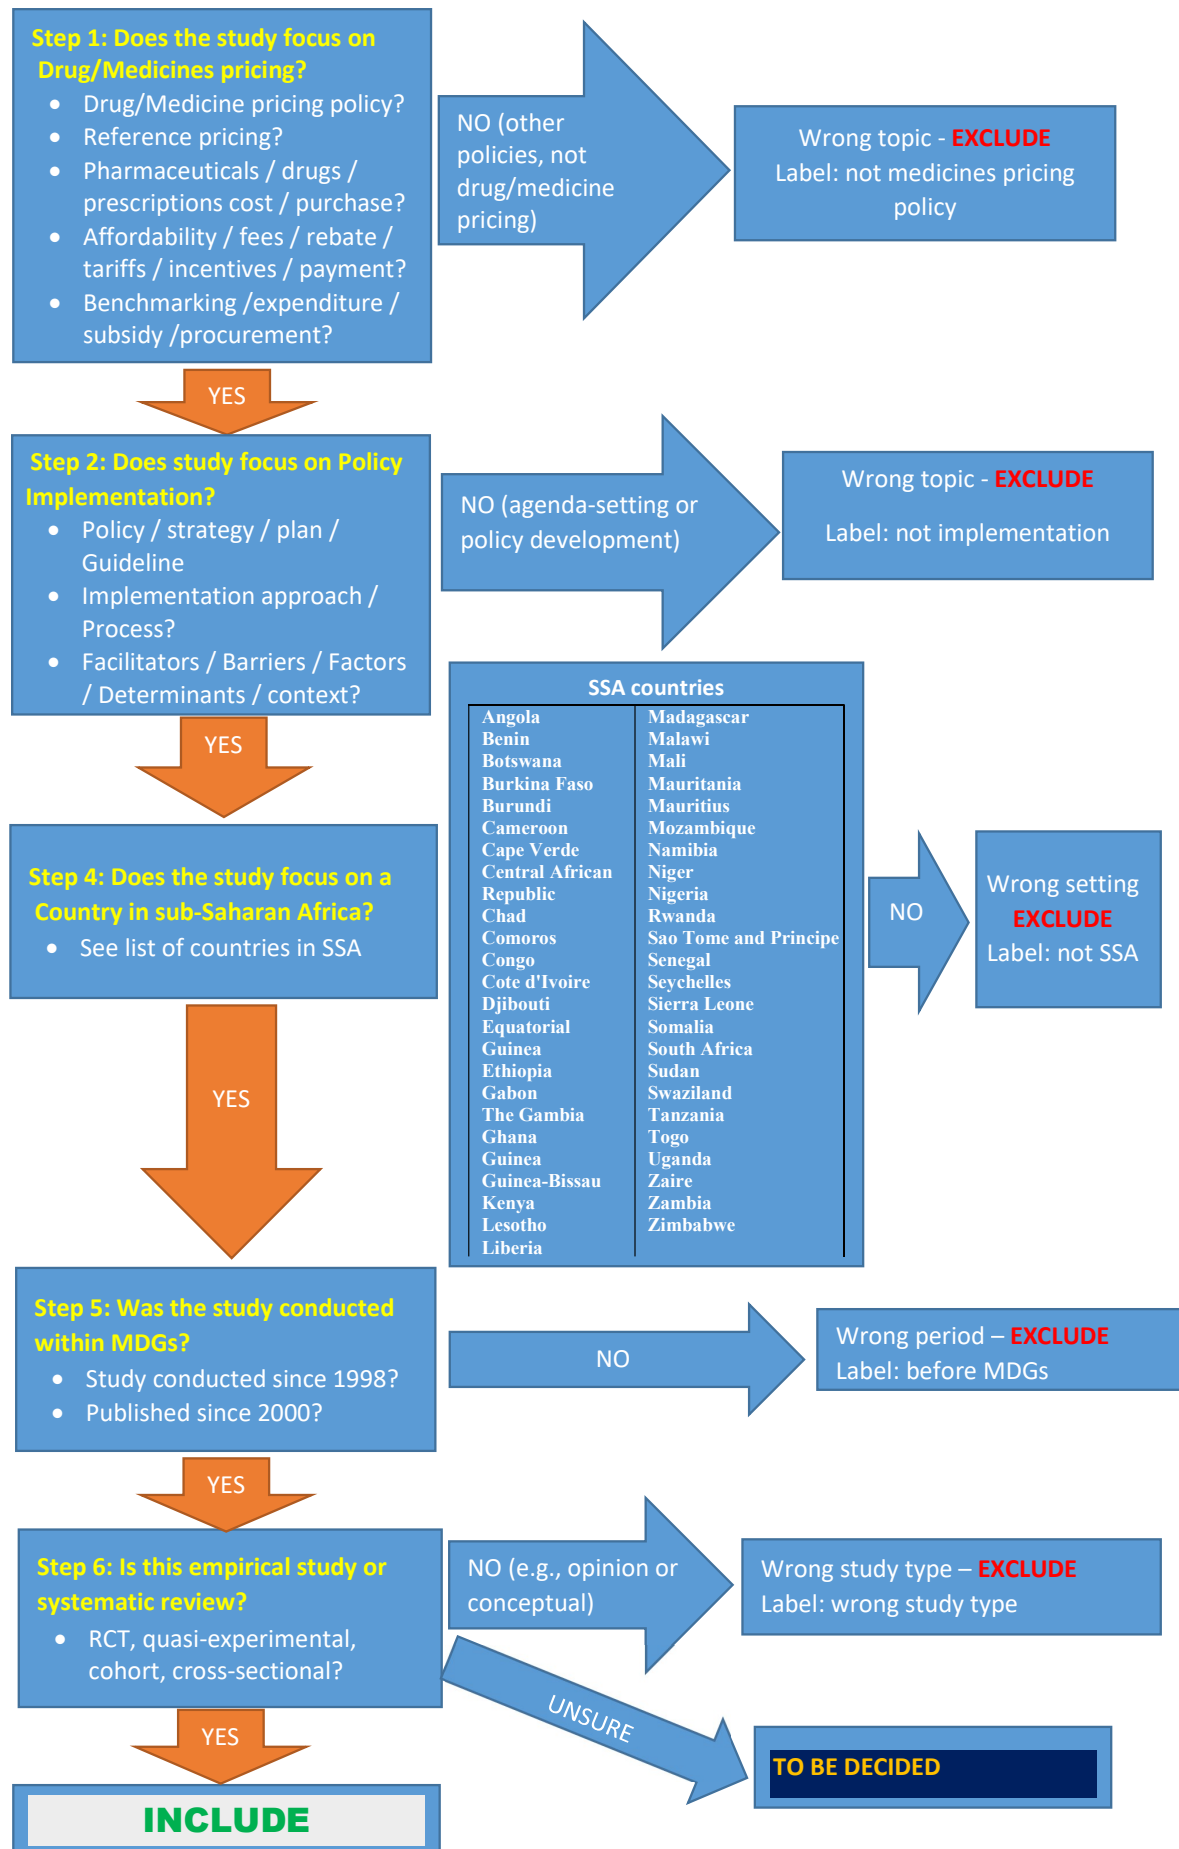 Step 1: Does the study focus on
Drug/Medicines pricing?
• Drug/Medicine pricing policy?
• Reference pricing?
• Pharmaceuticals / drugs /
prescriptions cost / purchase?
• Affordability / fees / rebate /
tariffs / incentives / payment?
• Benchmarking /expenditure /
subsidy /procurement?
NO (other
policies, not
drug/medicine
pricing)
Wrong topic - EXCLUDE
Label: not medicines pricing
policy
YES
Step 2: Does study focus on Policy
Implementation?
• Policy / strategy / plan /
Guideline
• Implementation approach /
Process?
• Facilitators / Barriers / Factors
/ Determinants / context?
NO (agenda-setting or
policy development)
Wrong topic - EXCLUDE
Label: not implementation
YES
Step 4: Does the study focus on a
Country in sub-Saharan Africa?
• See list of countries in SSA
SSA countries
Angola
Benin
Botswana
Burkina Faso
Burundi
Cameroon
Cape Verde
Central African
Republic
Chad
Comoros
Congo
Cote d'Ivoire
Djibouti
Equatorial
Guinea
Ethiopia
Gabon
The Gambia
Ghana
Guinea
Guinea-Bissau
Kenya
Lesotho
Liberia
Madagascar
Malawi
Mali
Mauritania
Mauritius
Mozambique
Namibia
Niger
Nigeria
Rwanda
Sao Tome and Principe
Senegal
Seychelles
Sierra Leone
Somalia
South Africa
Sudan
Swaziland
Tanzania
Togo
Uganda
Zaire
Zambia
Zimbabwe
NO
Wrong setting
EXCLUDE
Label: not SSA
YES
Step 5: Was the study conducted
within MDGs?
• Study conducted since 1998?
• Published since 2000?
NO
Wrong period – EXCLUDE
Label: before MDGs
YES
Step 6: Is this empirical study or
systematic review?
• RCT, quasi-experimental,
cohort, cross-sectional?
NO (e.g., opinion or
conceptual)
Wrong study type – EXCLUDE
Label: wrong study type
UNSURE
TO BE DECIDED
YES
INCLUDE